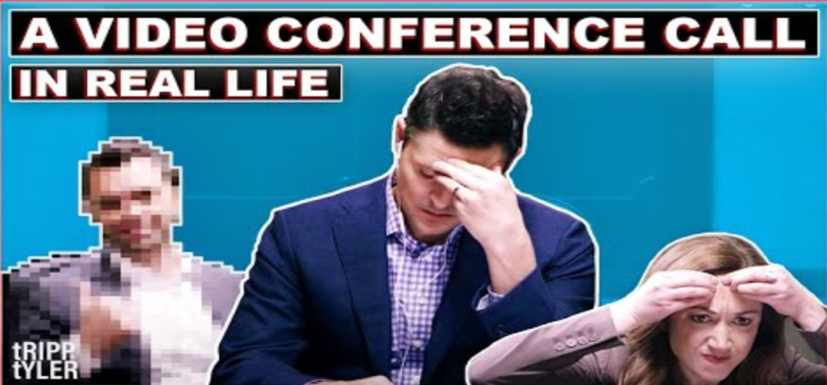 A VIDEO CONFERENCE CALL
IN REAL LIFE
tRIPP
tYLER